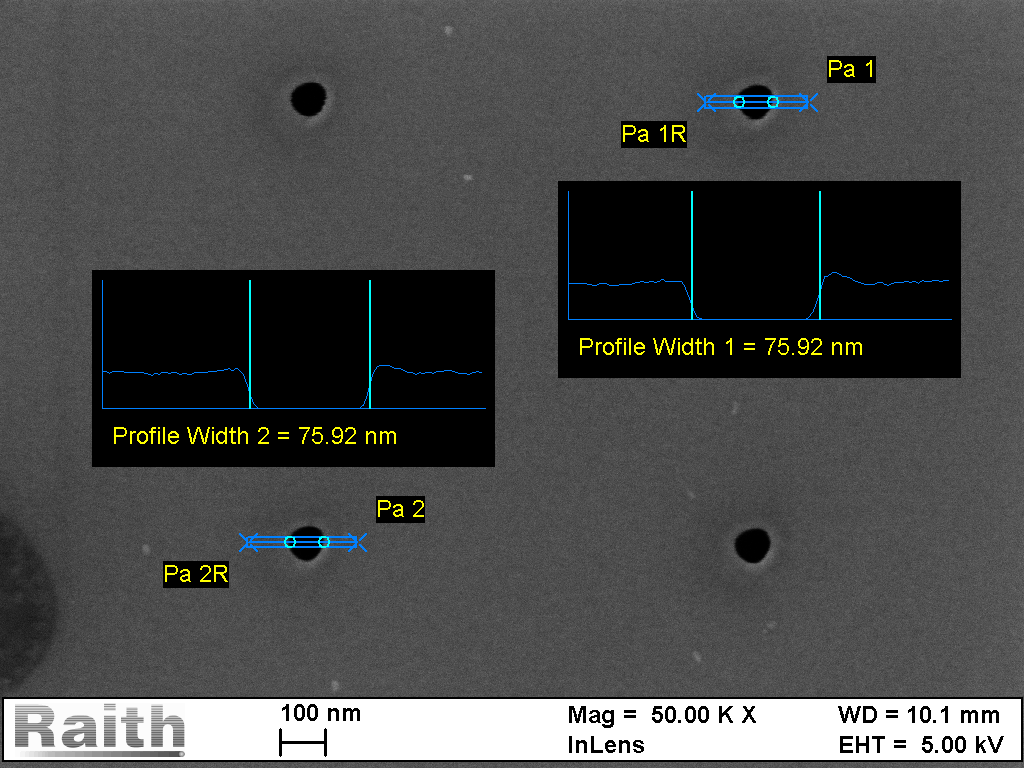 Pa 1
Pa 1R
Profile Width 1 = 75.92 nm
Profile Width 2 = 75.92 nm
Pa 2
Pa 2R
Raith
100 nm
Mag = 50.00 K X
InLens
WD = 10.1 mm
EHT = 5.00 kV